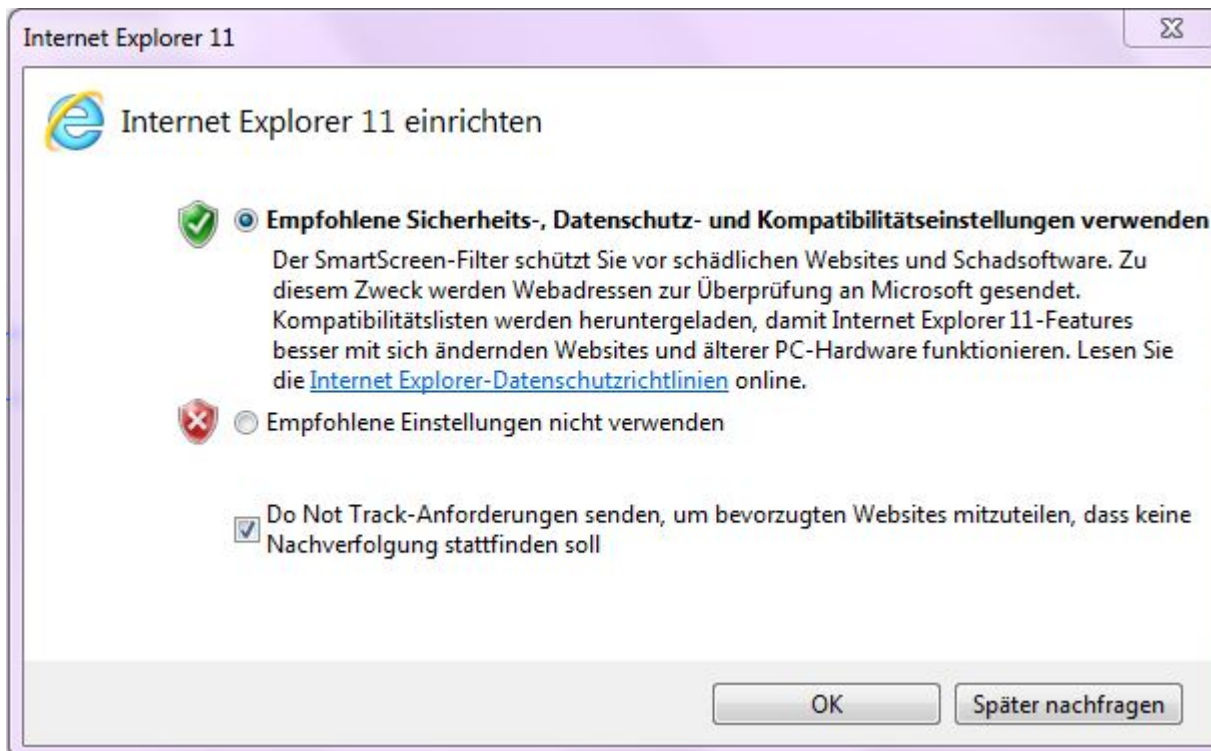 Internet Explorer 11
Internet Explorer 11 einrichten
Empfohlene Sicherheits-, Datenschutz- und Kompatibilitätseinstellungen verwenden
Der SmartScreen-Filter schützt Sie vor schädlichen Websites und Schadsoftware. Zu
diesem Zweck werden Webadressen zur Überprüfung an Microsoft gesendet.
Kompatibilitätslisten werden heruntergeladen, damit Internet Explorer 11-Features
besser mit sich ändernden Websites und älterer PC-Hardware funktionieren. Lesen Sie
die Internet Explorer-Datenschutzrichtlinien online.
Empfohlene Einstellungen nicht verwenden
Do Not Track-Anforderungen senden, um bevorzugten Websites mitzuteilen, dass keine
Nachverfolgung stattfinden soll
OK
Später nachfragen